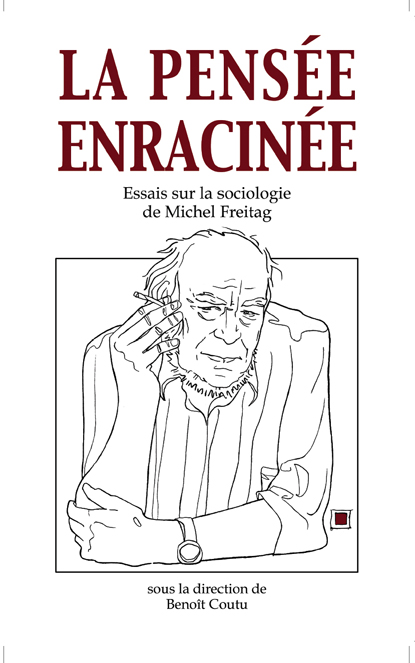 LA PENSÉE
ENRACINÉE
Essais sur la sociologie
de Michel Freitag
sous la direction de
Benoît Coutu